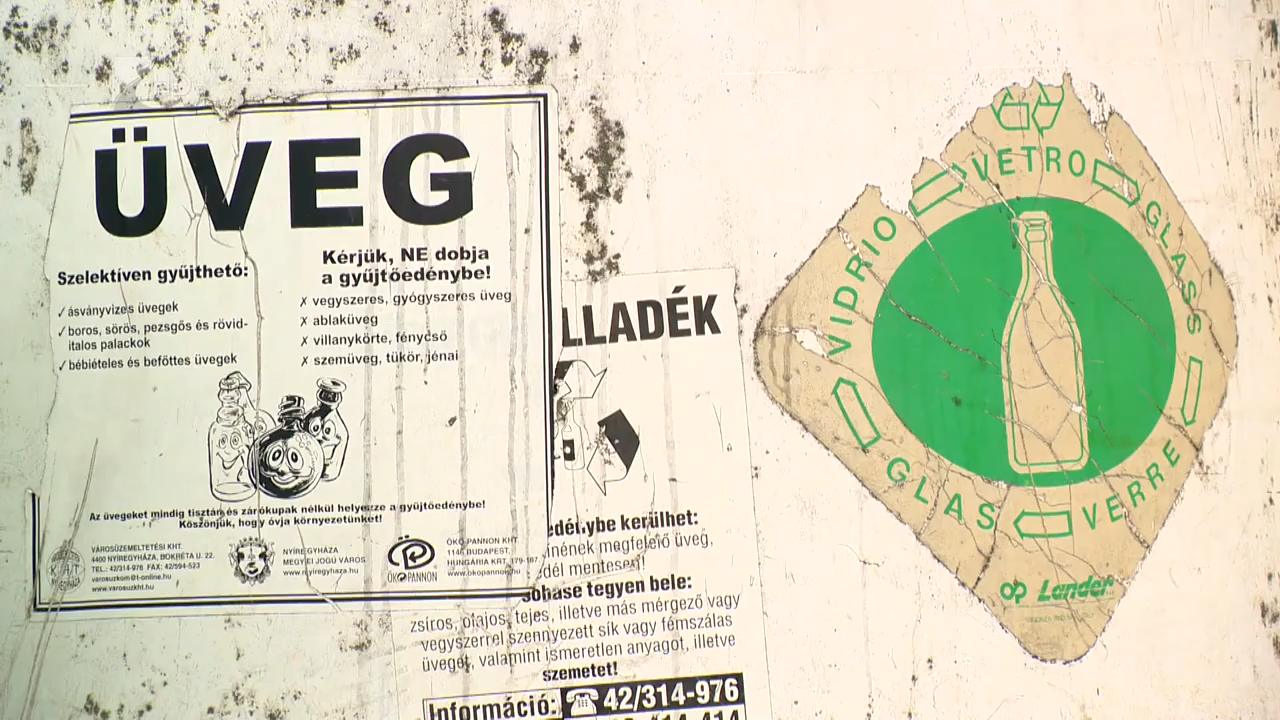 ÜVEG
Szelektíven gyűjthető:
✓ ásványvizes üvegek
✓ boros, sörös, pezsgős és rövid-
italos palackok
✓ bébiételes és befőttes üvegek
Kérjük, NE dobja
a gyűjtőedénybe!
✗ vegyszeres, gyógyszeres üveg
✗ ablaküveg
✗ villanykörte, fénycső
✗ szemüveg, tükör, jénai
Az üvegeket mindig tisztán és zárókupak nélkül helyezze a gyűjtőedénybe!
Köszönjük, hogy óvja környezetünket!
VÁROSÜZEMELTETÉSI KHT.
4400 NYÍREGYHÁZA, BOKRÉTA U. 22.
TEL.: 42/314-976 FAX: 42/594-523
varosuzkom@t-online.hu
www.varosuzkht.hu
NYÍREGYHÁZA
MEGYEI JOGÚ VÁROS
www.nyiregyhaza.hu
ÖKO PANNON
ÖKO-PANNON KHT.
1146 BUDAPEST,
HUNGÁRIA KRT. 179-187.
www.okopannon.hu
LLADÉK
edénybe kerülhet:
ínének megfelelő üveg,
dél mentesen!
sohase tegyen bele:
zsíros, olajos, tejes, illetve más mérgező vagy
vegyszerrel szennyezett sík vagy fémszálas
üveget, valamint ismeretlen anyagot, illetve
szemetet!
Információ: ☎ 42/314-976
VETRO
GLASS
VERRE
GLAS
VIDRIO
Lander